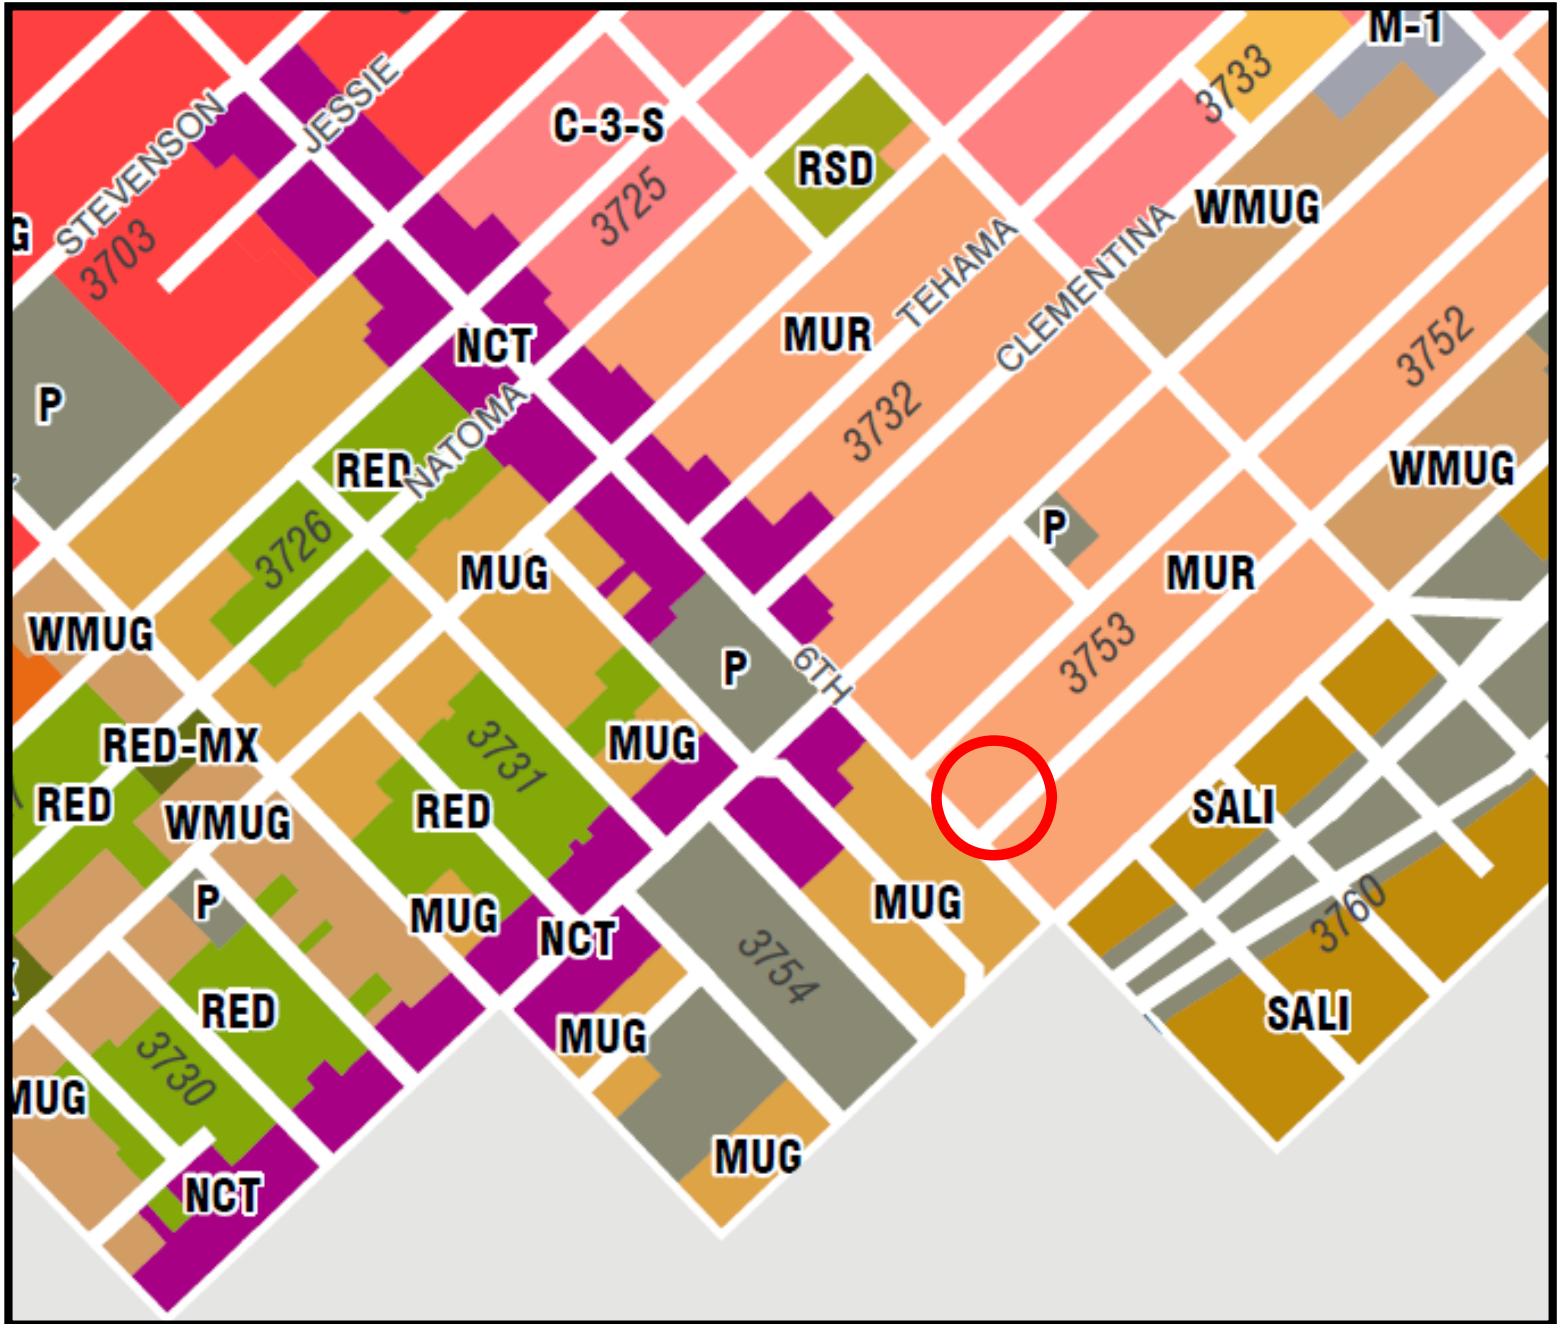 M-1
3733
C-3-S
JESSIE
STEVENSON
RSD
3725
WMUG
G
3703
TEHAMA
CLEMENTINA
MUR
NCT
3752
P
NATOMA
3732
RED
WMUG
3726
P
MUG
MUR
WMUG
3753
6TH
P
RED-MX
3731
MUG
RED
RED
SALI
WMUG
P
MUG
MUG
3760
NCT
3754
RED
SALI
MUG
3730
MUG
MUG
NCT